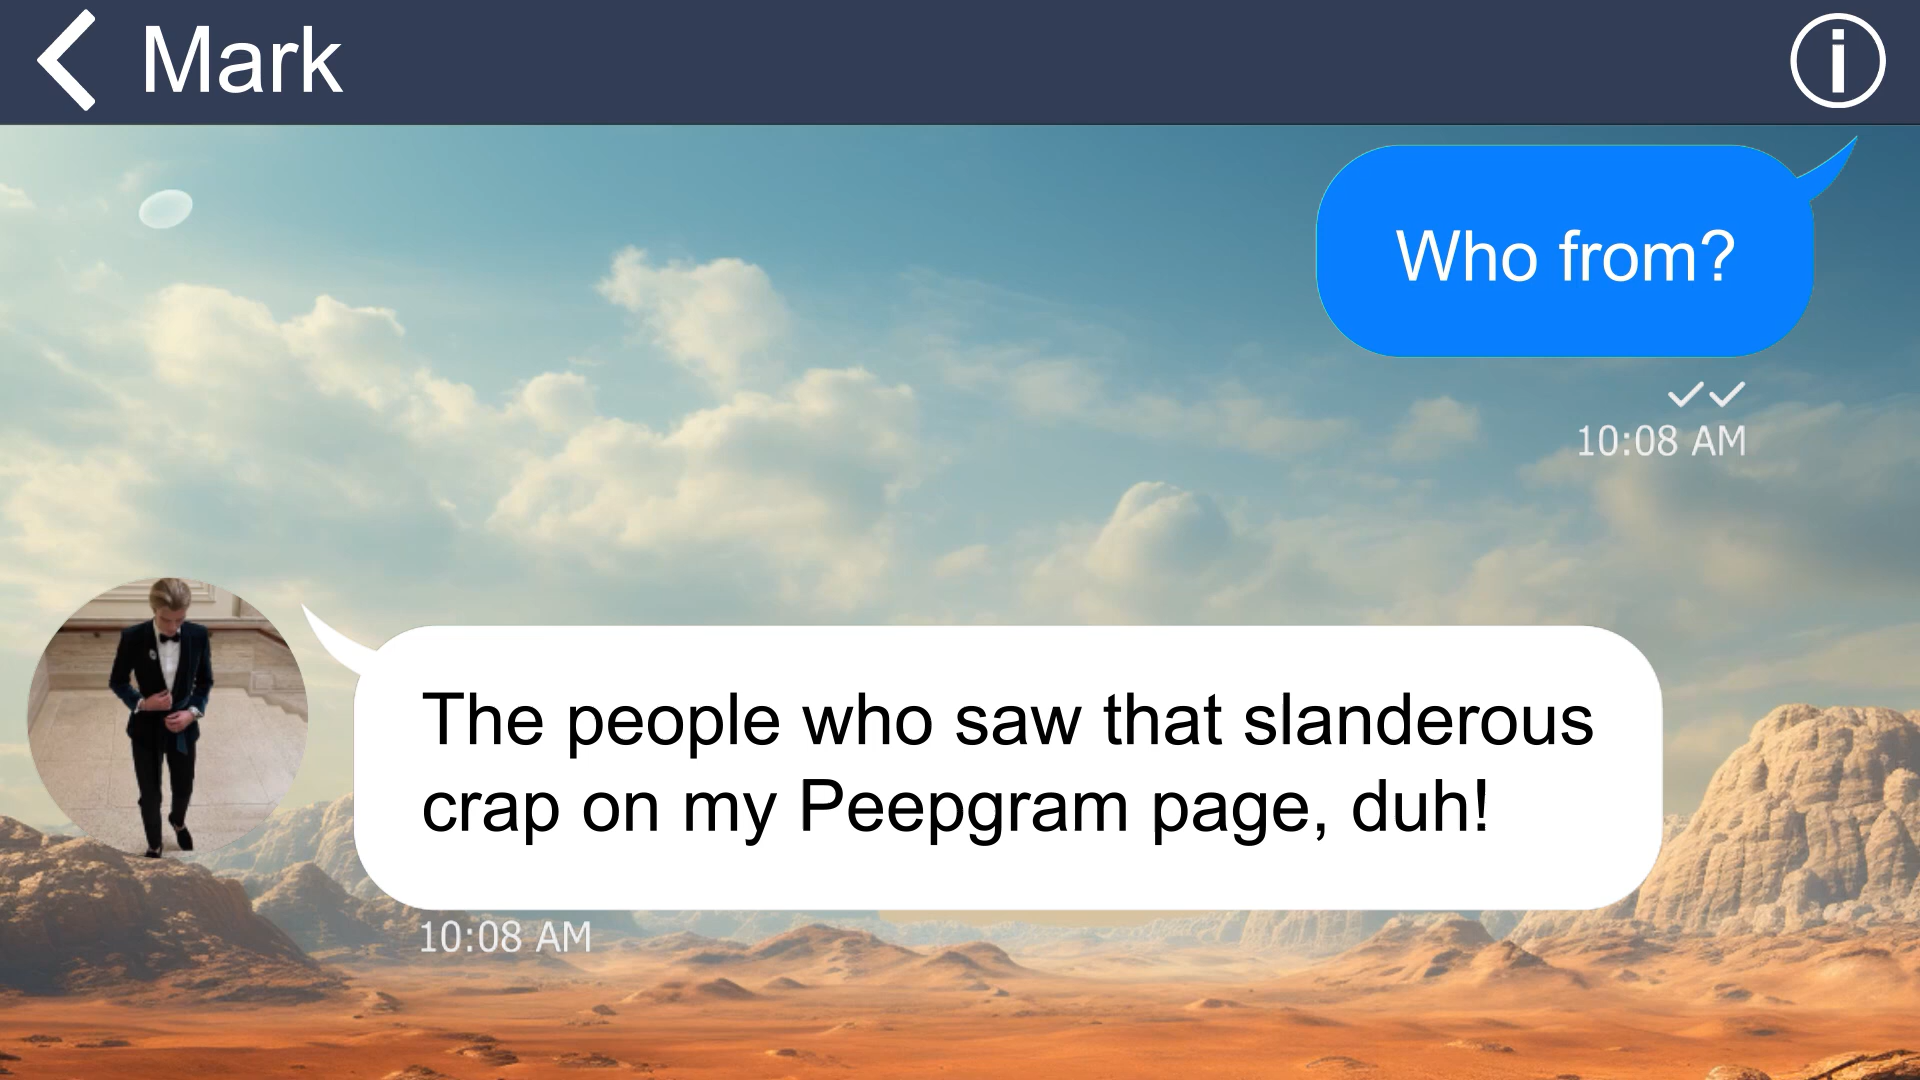 Mark
Who from?
10:08 AM
The people who saw that slanderous
crap on my Peepgram page, duh!
10:08 AM